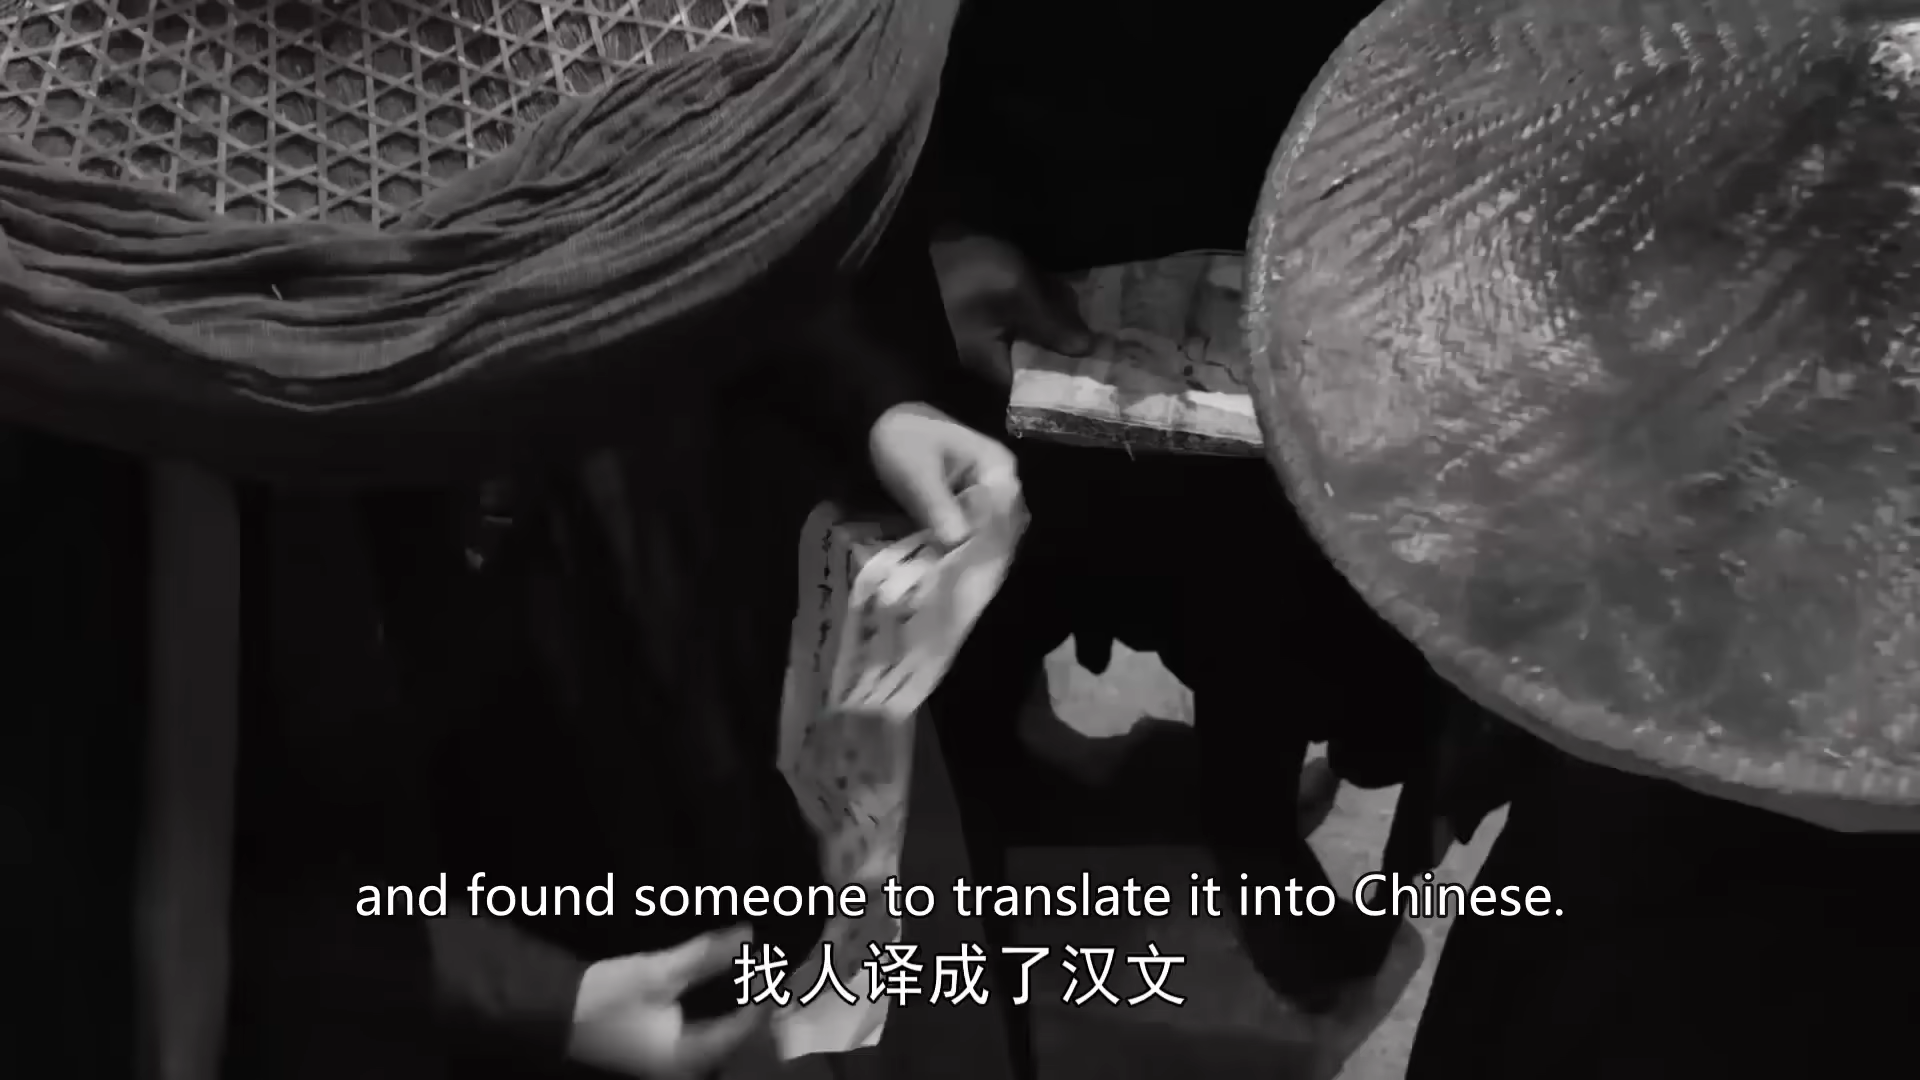 and found someone to translate it into Chinese.
找人译成了汉文